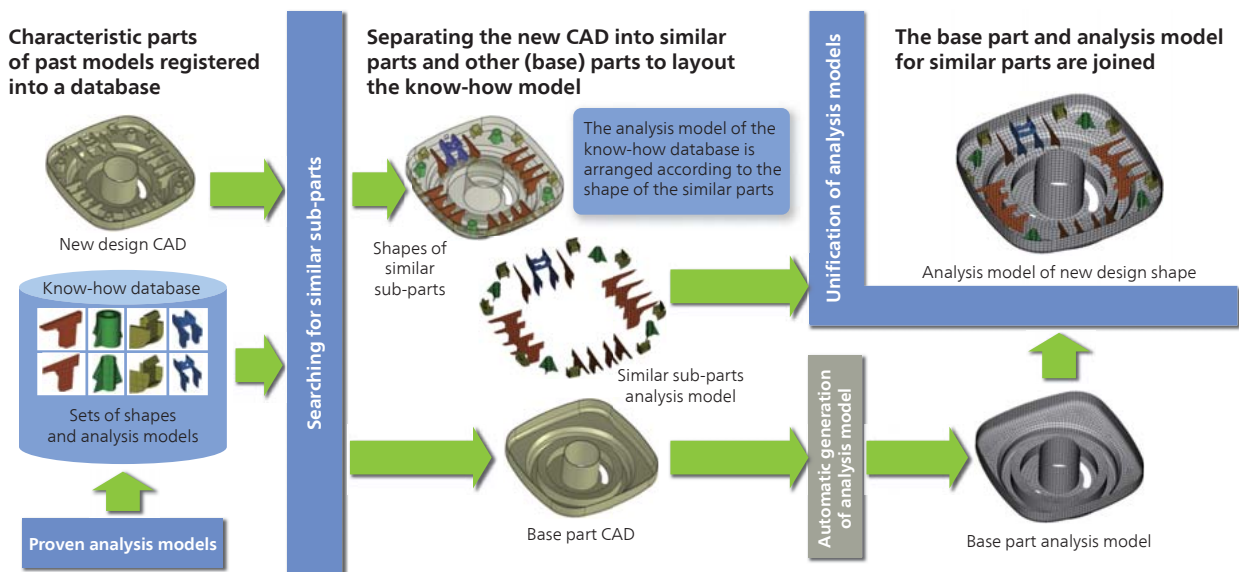 Characteristic parts
of past models registered
into a database
New design CAD
Know-how database
Sets of shapes
and analysis models
Proven analysis models
Searching for similar sub-parts
Separating the new CAD into similar
parts and other (base) parts to layout
the know-how model
The analysis model of the
know-how database is
arranged according to the
shape of the similar parts
Shapes of
similar
sub-parts
Similar sub-parts
analysis model
Base part CAD
Unification of analysis models
Automatic generation
of analysis model
The base part and analysis model
for similar parts are joined
Analysis model of new design shape
Base part analysis model